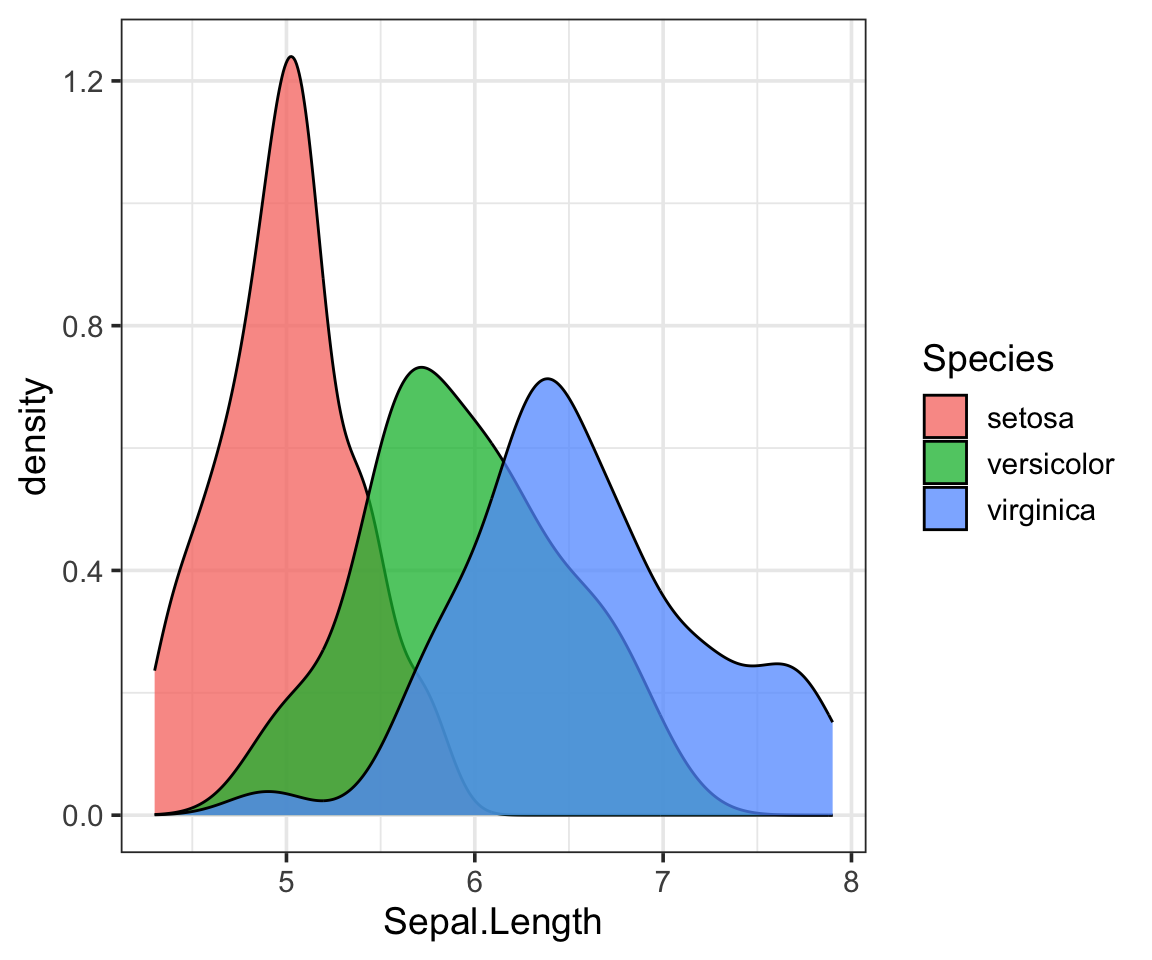 density
1.2
0.8
0.4
0.0
5 6 7 8
Sepal.Length
Species
setosa
versicolor
virginica